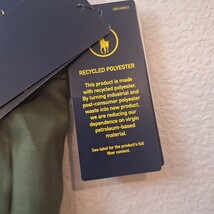 RECYCLED POLYESTER
This product is made
with recycled polyester.
By turning industrial and
post-consumer polyester
waste into new product,
we are reducing our
dependence on virgin
petroleum-based
material.
See label for the product's full
fiber content.